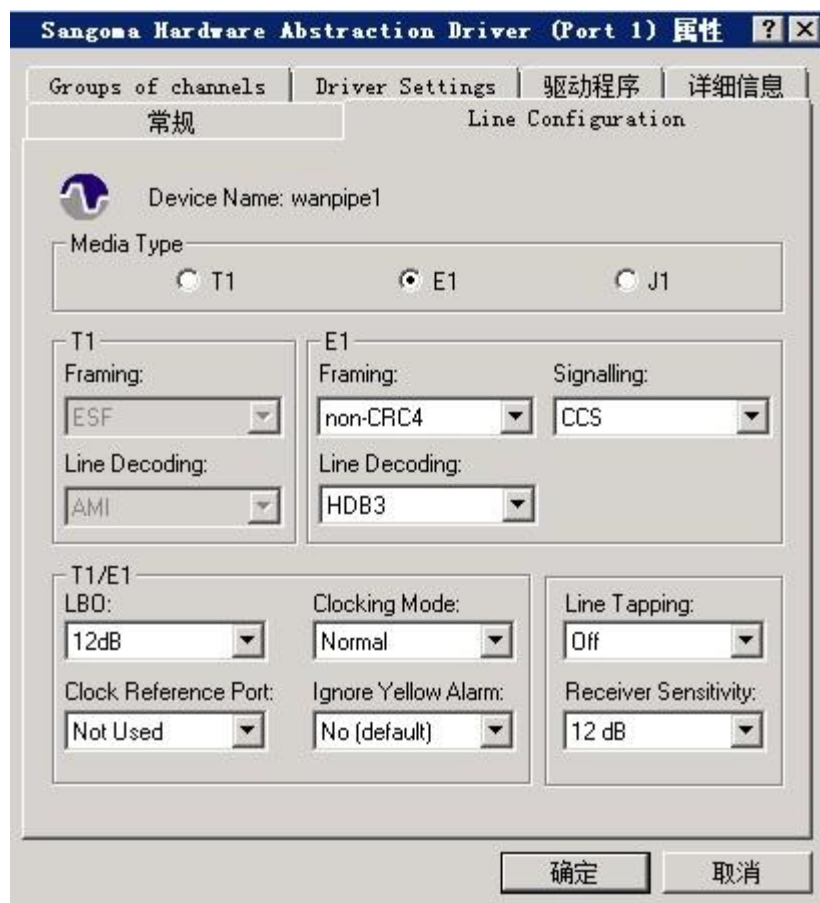 Sangoma Hardware Abstraction Driver (Port 1) 属性
Groups of channels
Driver Settings
驱动程序
详细信息
常规
Line Configuration
Device Name: wanpipe1
Media Type
T1
E1
J1
T1
Framing:
ESF
Line Decoding:
AMI
E1
Framing:
non-CRC4
Signalling:
CCS
Line Decoding:
HDB3
T1/E1
LBO:
12dB
Clocking Mode:
Normal
Clock Reference Port:
Not Used
Ignore Yellow Alarm:
No (default)
Line Tapping:
Off
Receiver Sensitivity:
12 dB
确定
取消